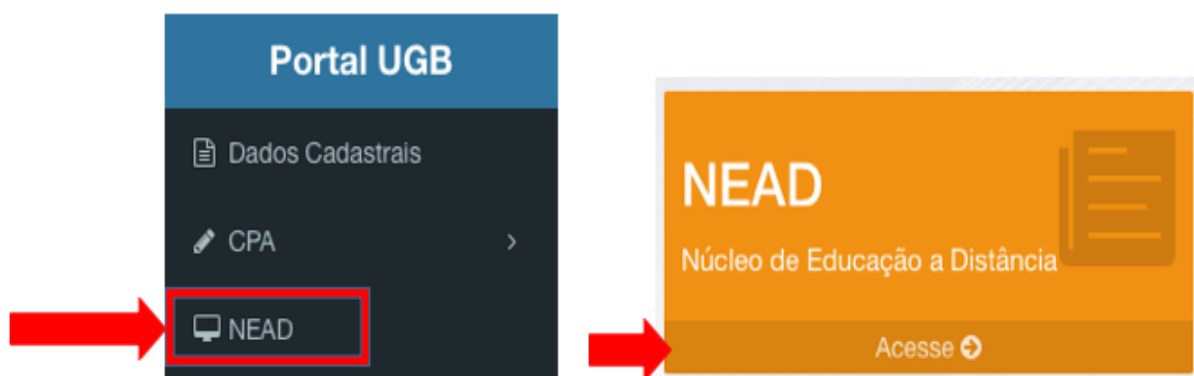 Portal UGB
Dados Cadastrais
CPA
NEAD
NEAD
Núcleo de Educação a Distância
Acesse